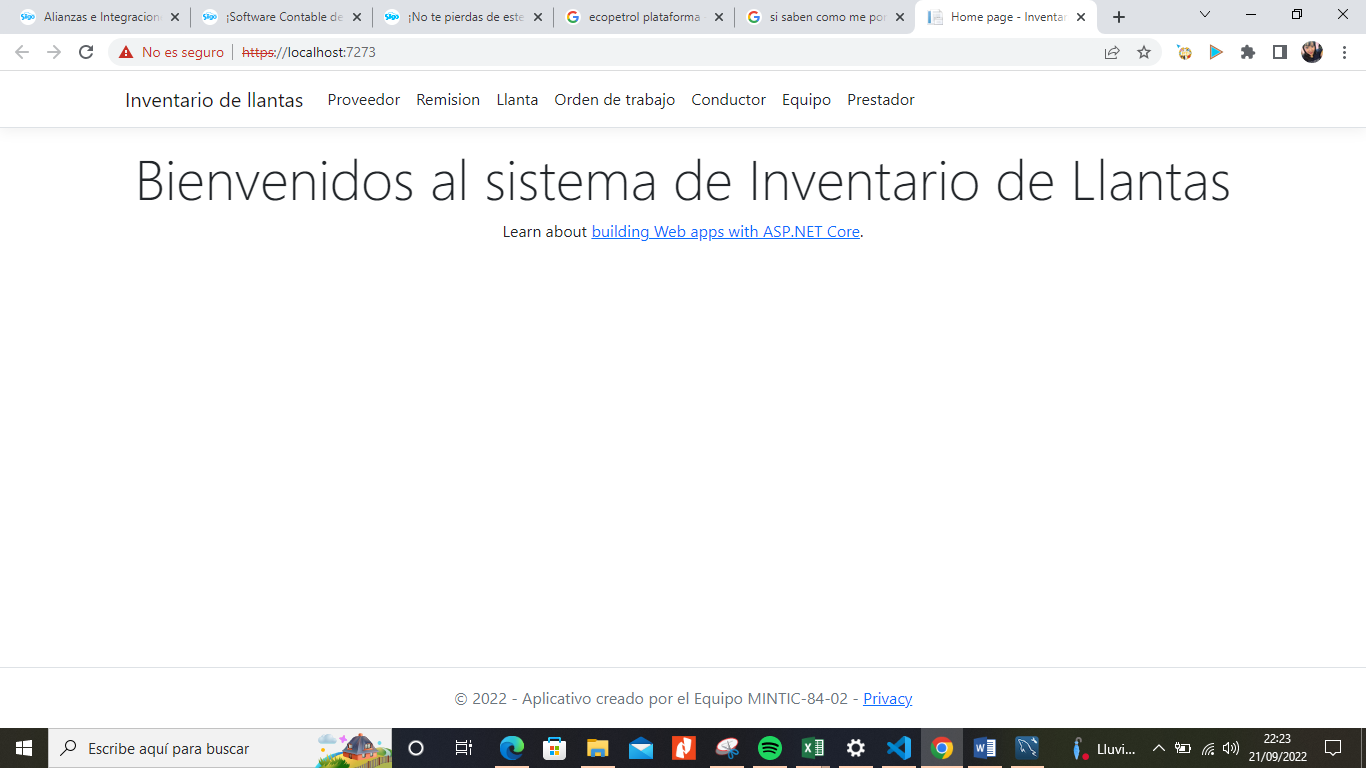 Alianzas e Integracion
¡Software Contable de
¡No te pierdas de este
ecopetrol plataforma
si saben como me por
Home page - Inventar
No es seguro
https://localhost:7273
Inventario de llantas Proveedor Remision Llanta Orden de trabajo Conductor Equipo Prestador
Bienvenidos al sistema de Inventario de Llantas
Learn about building Web apps with ASP.NET Core.
© 2022 - Aplicativo creado por el Equipo MINTIC-84-02 - Privacy
Escribe aquí para buscar
Lluvi...
22:23
21/09/2022